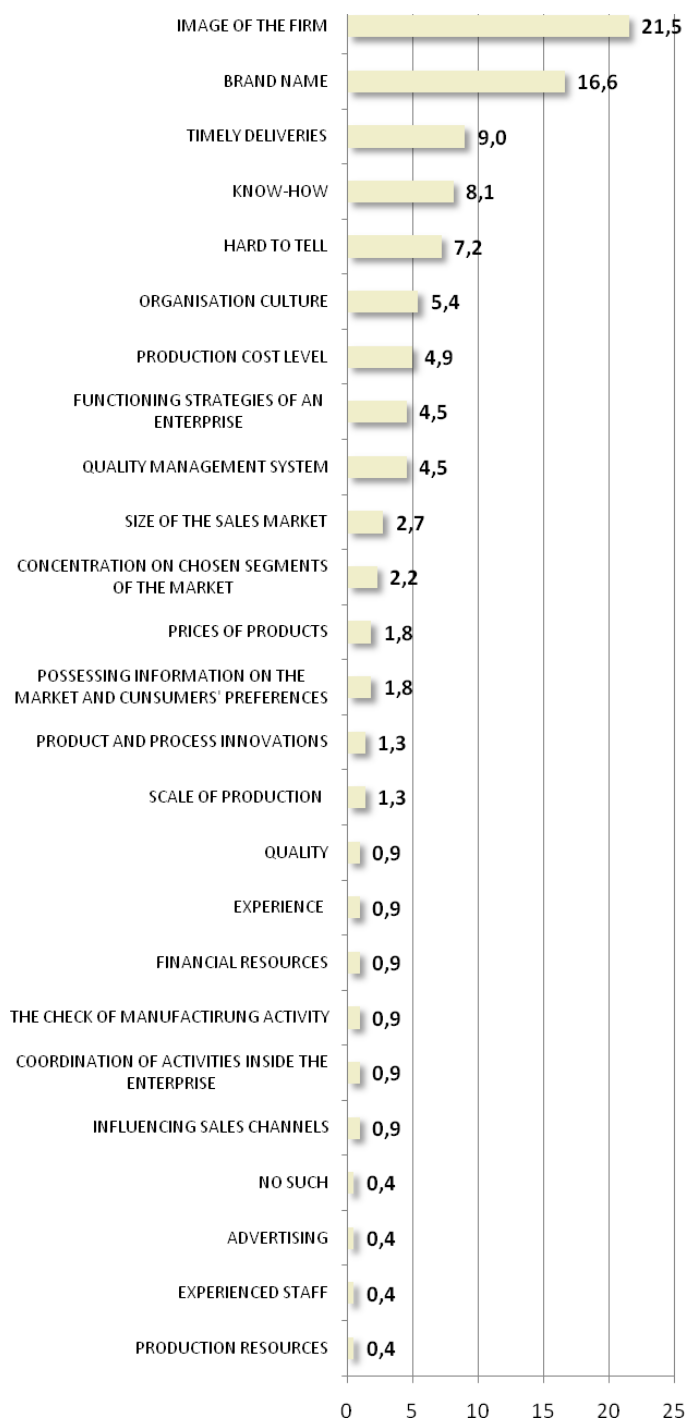 IMAGE OF THE FIRM 21,5
BRAND NAME 16,6
TIMELY DELIVERIES 9,0
KNOW-HOW 8,1
HARD TO TELL 7,2
ORGANISATION CULTURE 5,4
PRODUCTION COST LEVEL 4,9
FUNCTIONING STRATEGIES OF AN
ENTERPRISE 4,5
QUALITY MANAGEMENT SYSTEM 4,5
SIZE OF THE SALES MARKET 2,7
CONCENTRATION ON CHOSEN SEGMENTS
OF THE MARKET 2,2
PRICES OF PRODUCTS 1,8
POSSESSING INFORMATION ON THE
MARKET AND CUNSUMERS' PREFERENCES 1,8
PRODUCT AND PROCESS INNOVATIONS 1,3
SCALE OF PRODUCTION 1,3
QUALITY 0,9
EXPERIENCE 0,9
FINANCIAL RESOURCES 0,9
THE CHECK OF MANUFACTIRUNG ACTIVITY 0,9
COORDINATION OF ACTIVITIES INSIDE THE
ENTERPRISE 0,9
INFLUENCING SALES CHANNELS 0,9
NO SUCH 0,4
ADVERTISING 0,4
EXPERIENCED STAFF 0,4
PRODUCTION RESOURCES 0,4
0 5 10 15 20 25